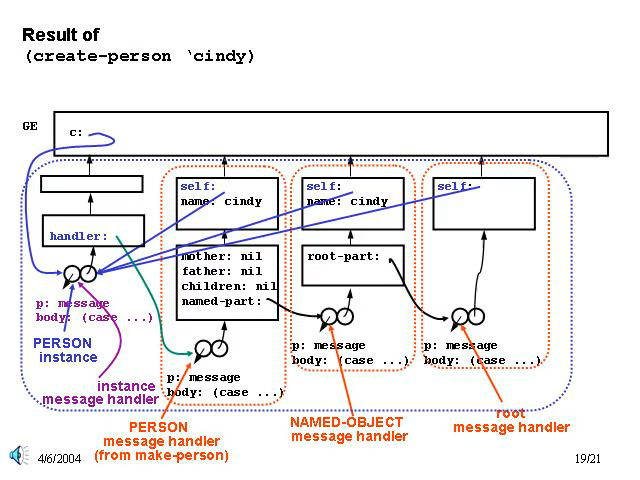 Result of
(create-person ‘cindy)
GE
c:
self:
name: cindy
self:
name: cindy
self:
handler:
mother: nil
father: nil
children: nil
named-part:
root-part:
p: message
body: (case ...)
PERSON
instance
instance
message handler
p: message
body: (case ...)
p: message
body: (case ...)
p: message
body: (case ...)
PERSON
message handler
(from make-person)
NAMED-OBJECT
message handler
root
message handler
4/6/2004
19/21